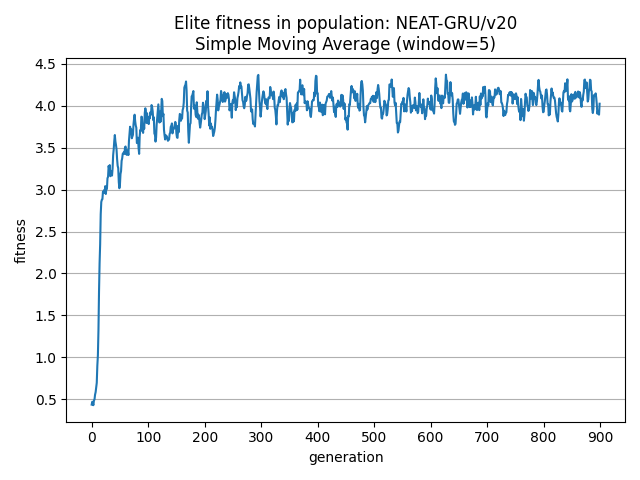 Elite fitness in population: NEAT-GRU/v20
Simple Moving Average (window=5)
4.5
4.0
3.5
3.0
2.5
2.0
1.5
1.0
0.5
fitness
0 100 200 300 400 500 600 700 800 900
generation